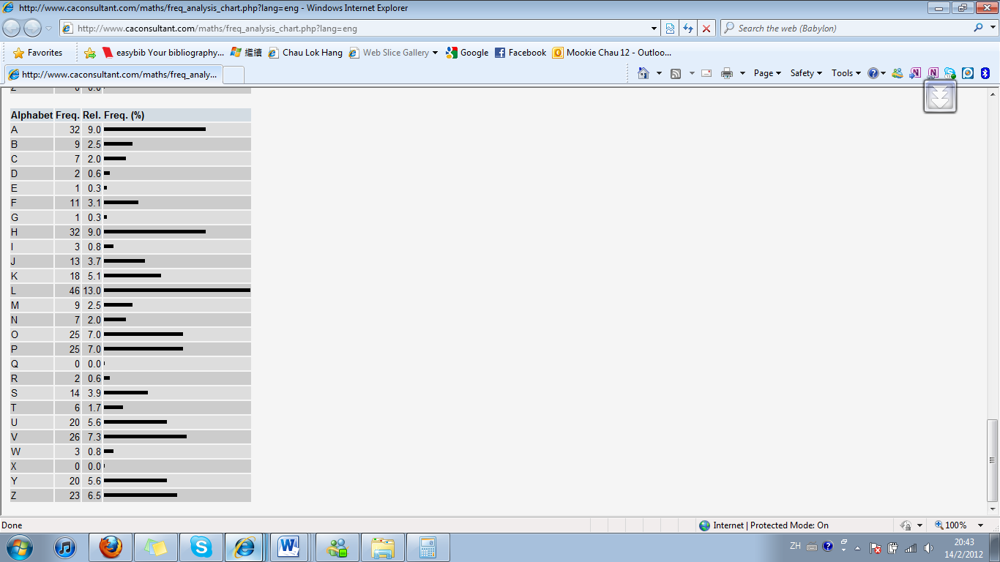 http://www.caconsultant.com/maths/freq_analysis_chart.php?lang=eng - Windows Internet Explorer
http://www.caconsultant.com/maths/freq_analysis_chart.php?lang=eng
Search the web (Babylon)
Favorites easybib Your bibliography... 繼續 Chau Lok Hang Web Slice Gallery Google Facebook Mookie Chau 12 - Outloo...
http://www.caconsultant.com/maths/freq_analy...
Page Safety Tools
Z 0 0.0
Alphabet Freq. Rel. Freq. (%)
A 32 9.0
B 9 2.5
C 7 2.0
D 2 0.6
E 1 0.3
F 11 3.1
G 1 0.3
H 32 9.0
I 3 0.8
J 13 3.7
K 18 5.1
L 46 13.0
M 9 2.5
N 7 2.0
O 25 7.0
P 25 7.0
Q 0 0.0
R 2 0.6
S 14 3.9
T 6 1.7
U 20 5.6
V 26 7.3
W 3 0.8
X 0 0.0
Y 20 5.6
Z 23 6.5
Done
Internet | Protected Mode: On
100%
ZH
20:43
14/2/2012